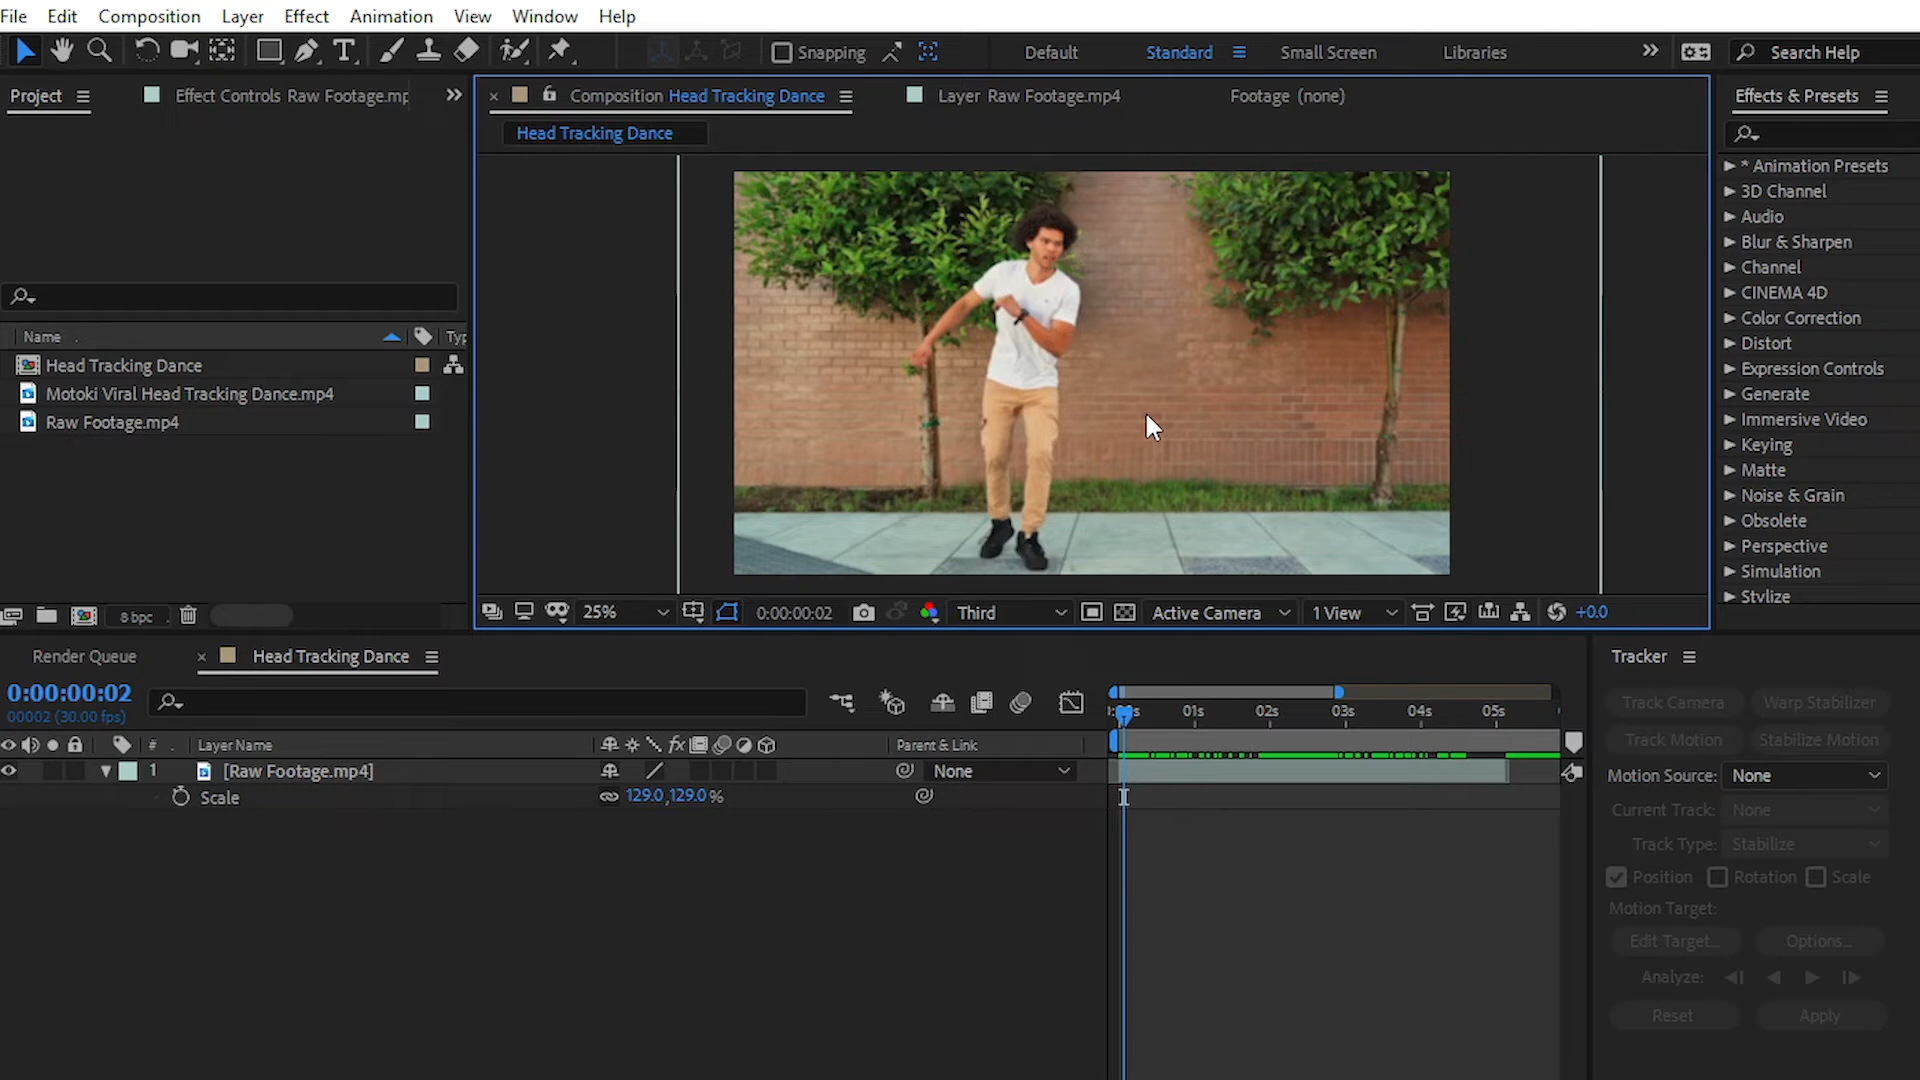 File Edit Composition Layer Effect Animation View Window Help
Snapping Default Standard Small Screen Libraries Search Help
Project Effect Controls Raw Footage.mp
Composition Head Tracking Dance Layer Raw Footage.mp4 Footage (none)
Effects & Presets
Head Tracking Dance
* Animation Presets
3D Channel
Audio
Blur & Sharpen
Channel
CINEMA 4D
Color Correction
Distort
Expression Controls
Generate
Immersive Video
Keying
Matte
Noise & Grain
Obsolete
Perspective
Simulation
Stylize
Name Typ
Head Tracking Dance
Motoki Viral Head Tracking Dance.mp4
Raw Footage.mp4
8 bpc
25% 0:00:00:02 Third Active Camera 1 View +0.0
Render Queue Head Tracking Dance
0:00:00:02
00002 (30.00 fps)
01s 02s 03s 04s 05s
# Layer Name Parent & Link
1 [Raw Footage.mp4] None
Scale 129.0,129.0%
Tracker
Track Camera Warp Stabilizer
Track Motion Stabilize Motion
Motion Source: None
Current Track: None
Track Type: Stabilize
Position Rotation Scale
Motion Target:
Edit Target... Options...
Analyze:
Reset Apply